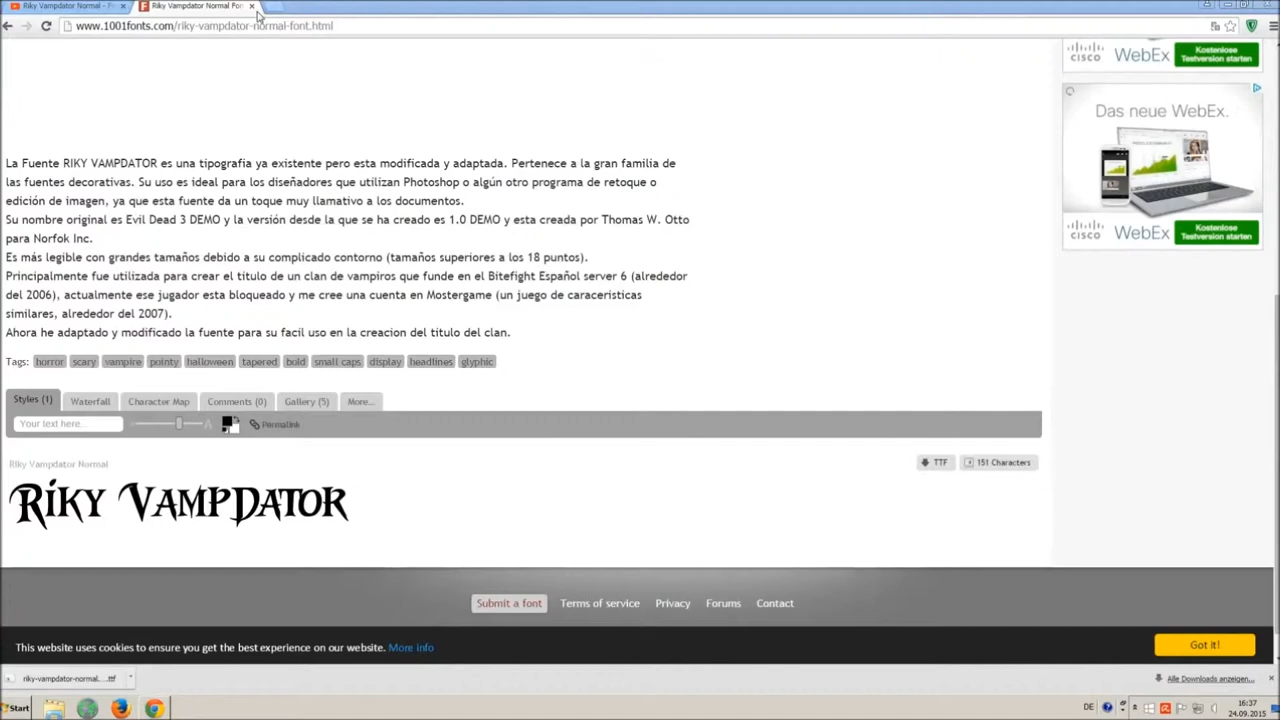 Riky Vampdator Normal - F
Riky Vampdator Normal Fon
www.1001fonts.com/riky-vampdator-normal-font.html
CISCO
WebEx
Kostenlose
Testversion starten
Das neue WebEx.
CISCO
WebEx
Kostenlose
Testversion starten
La Fuente RIKY VAMPDATOR es una tipografia ya existente pero esta modificada y adaptada. Pertenece a la gran familia de
las fuentes decorativas. Su uso es ideal para los diseñadores que utilizan Photoshop o algún otro programa de retoque o
edición de imagen, ya que esta fuente da un toque muy llamativo a los documentos.
Su nombre original es Evil Dead 3 DEMO y la versión desde la que se ha creado es 1.0 DEMO y esta creada por Thomas W. Otto
para Norfok Inc.
Es más legible con grandes tamaños debido a su complicado contorno (tamaños superiores a los 18 puntos).
Principalmente fue utilizada para crear el titulo de un clan de vampiros que funde en el Bitefight Español server 6 (alrededor
del 2006), actualmente ese jugador esta bloqueado y me cree una cuenta en Mostergame (un juego de caraceristicas
similares, alrededor del 2007).
Ahora he adaptado y modificado la fuente para su facil uso en la creacion del titulo del clan.
Tags: horror scary vampire pointy halloween tapered bold small caps display headlines glyphic
Styles (1) Waterfall Character Map Comments (0) Gallery (5) More...
Your text here... A Permalink
Riky Vampdator Normal
TTF 151 Characters
Riky VampDator
Submit a font Terms of service Privacy Forums Contact
This website uses cookies to ensure you get the best experience on our website. More info
Got it!
riky-vampdator-normal....ttf
Alle Downloads anzeigen...
Start
DE
16:37
24.09.2015